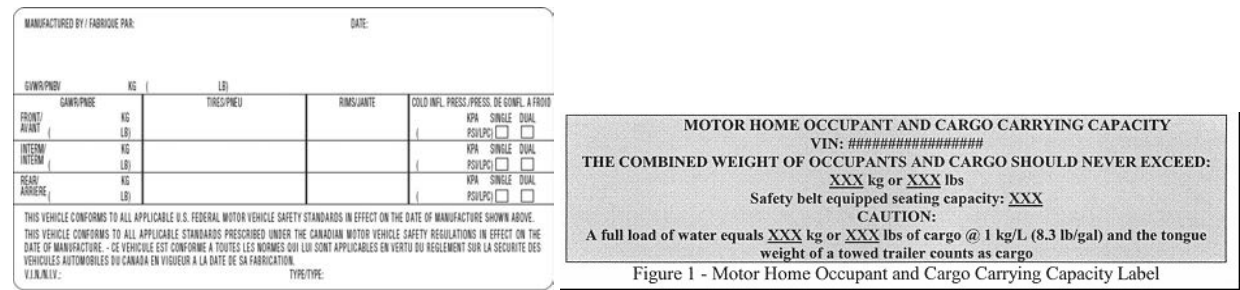 MANUFACTURED BY / FABRIQUE PAR: DATE:
GVWR/PNBV KG ( LB)
GAWR/PNBE TIRES/PNEU RIMS/JANTE COLD INFL. PRESS./PRESS. DE GONFL. A FROID
FRONT/ KG KPA SINGLE DUAL
AVANT ( LB) ( PSI/LPC)
INTERM/ KG KPA SINGLE DUAL
INTERM ( LB) ( PSI/LPC)
REAR/ KG KPA SINGLE DUAL
ARRIERE ( LB) ( PSI/LPC)
THIS VEHICLE CONFORMS TO ALL APPLICABLE U.S. FEDERAL MOTOR VEHICLE SAFETY STANDARDS IN EFFECT ON THE DATE OF MANUFACTURE SHOWN ABOVE.
THIS VEHICLE CONFORMS TO ALL APPLICABLE STANDARDS PRESCRIBED UNDER THE CANADIAN MOTOR VEHICLE SAFETY REGULATIONS IN EFFECT ON THE
DATE OF MANUFACTURE. - CE VEHICULE EST CONFORME A TOUTES LES NORMES QUI LUI SONT APPLICABLES EN VERTU DU REGLEMENT SUR LA SECURITE DES
VEHICULES AUTOMOBILES DU CANADA EN VIGUEUR A LA DATE DE SA FABRICATION.
V.I.N./N.I.V.: TYPE/TYPE:
MOTOR HOME OCCUPANT AND CARGO CARRYING CAPACITY
VIN: #################
THE COMBINED WEIGHT OF OCCUPANTS AND CARGO SHOULD NEVER EXCEED:
XXX kg or XXX lbs
Safety belt equipped seating capacity: XXX
CAUTION:
A full load of water equals XXX kg or XXX lbs of cargo @ 1 kg/L (8.3 lb/gal) and the tongue
weight of a towed trailer counts as cargo
Figure 1 - Motor Home Occupant and Cargo Carrying Capacity Label